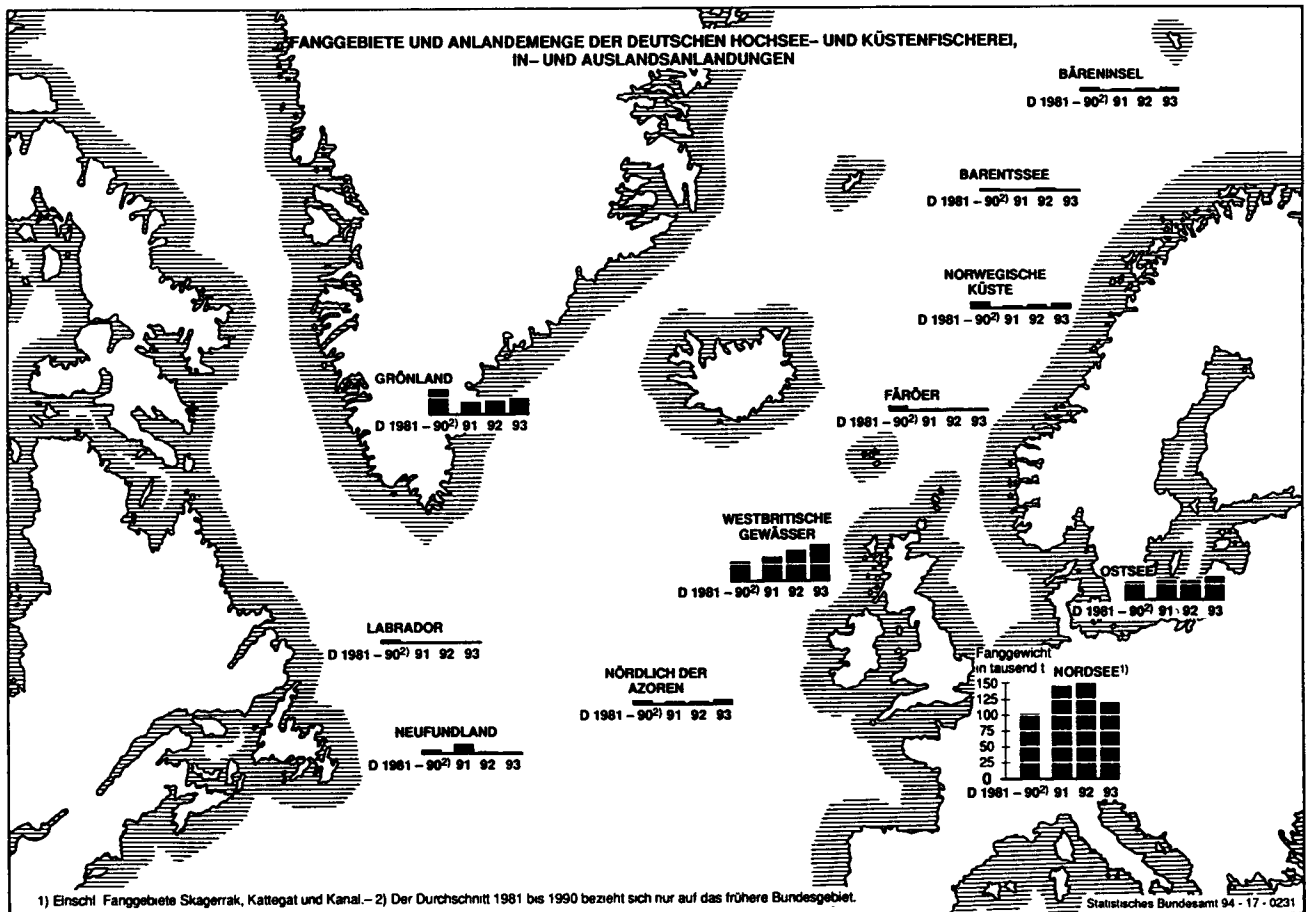 FANGGEBIETE UND ANLANDEMENGE DER DEUTSCHEN HOCHSEE– UND KÜSTENFISCHEREI,
IN– UND AUSLANDSANLANDUNGEN
BÄRENINSEL
D 1981 – 90²⁾ 91 92 93
BARENTSSEE
D 1981 – 90²⁾ 91 92 93
NORWEGISCHE
KÜSTE
D 1981 – 90²⁾ 91 92 93
GRÖNLAND
D 1981 – 90²⁾ 91 92 93
FÄRÖER
D 1981 – 90²⁾ 91 92 93
WESTBRITISCHE
GEWÄSSER
D 1981 – 90²⁾ 91 92 93
OSTSEE
D 1981 – 90²⁾ 91 92 93
LABRADOR
D 1981 – 90²⁾ 91 92 93
NÖRDLICH DER
AZOREN
D 1981 – 90²⁾ 91 92 93
NEUFUNDLAND
D 1981 – 90²⁾ 91 92 93
Fanggewicht
in tausend t
NORDSEE¹⁾
150
125
100
75
50
25
0
D 1981 – 90²⁾ 91 92 93
1) Einschl Fanggebiete Skagerrak, Kattegat und Kanal.– 2) Der Durchschnitt 1981 bis 1990 bezieht sich nur auf das frühere Bundesgebiet.
Statistisches Bundesamt 94 - 17 - 0231